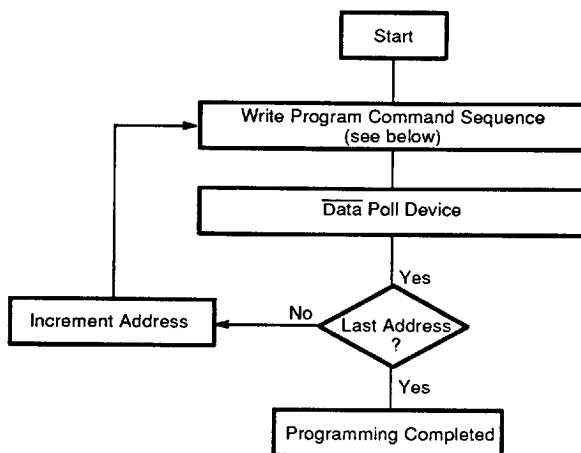 Start
Write Program Command Sequence
(see below)
Data Poll Device
Yes
No
Last Address
?
Increment Address
Yes
Programming Completed